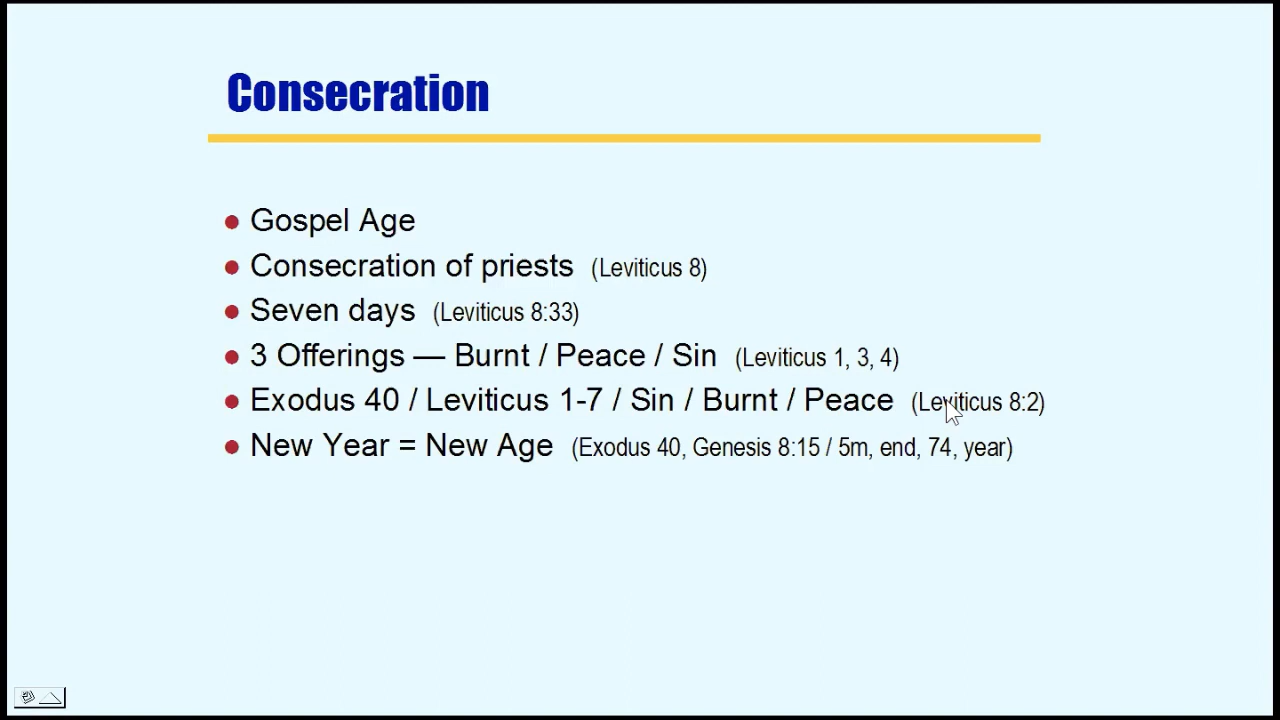 Consecration
Gospel Age
Consecration of priests (Leviticus 8)
Seven days (Leviticus 8:33)
3 Offerings — Burnt / Peace / Sin (Leviticus 1, 3, 4)
Exodus 40 / Leviticus 1-7 / Sin / Burnt / Peace (Leviticus 8:2)
New Year = New Age (Exodus 40, Genesis 8:15 / 5m, end, 74, year)